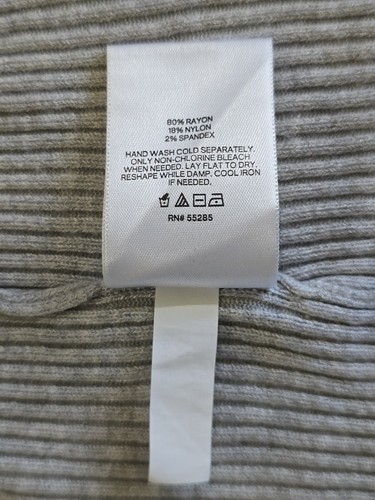 80% RAYON
18% NYLON
2% SPANDEX
HAND WASH COLD SEPARATELY.
ONLY NON-CHLORINE BLEACH
WHEN NEEDED. LAY FLAT TO DRY.
RESHAPE WHILE DAMP. COOL IRON
IF NEEDED.
RN# 55285